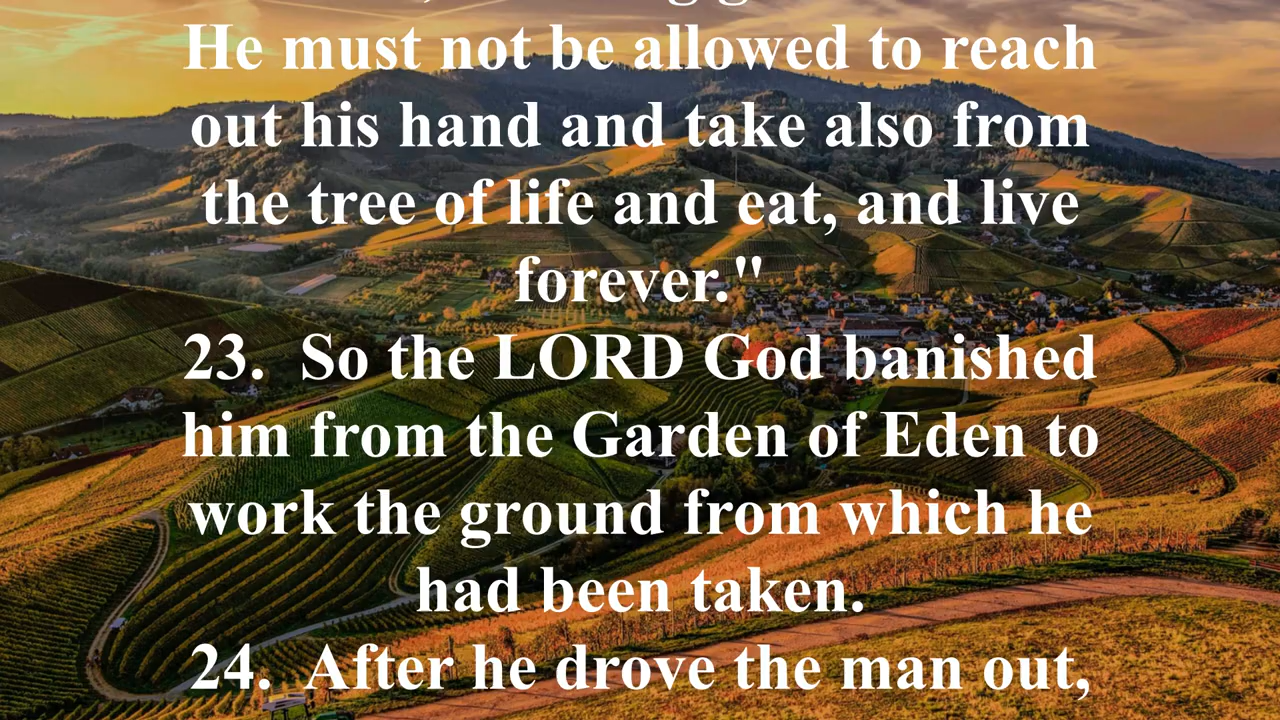 He must not be allowed to reach
out his hand and take also from
the tree of life and eat, and live
forever."
23. So the LORD God banished
him from the Garden of Eden to
work the ground from which he
had been taken.
24. After he drove the man out,